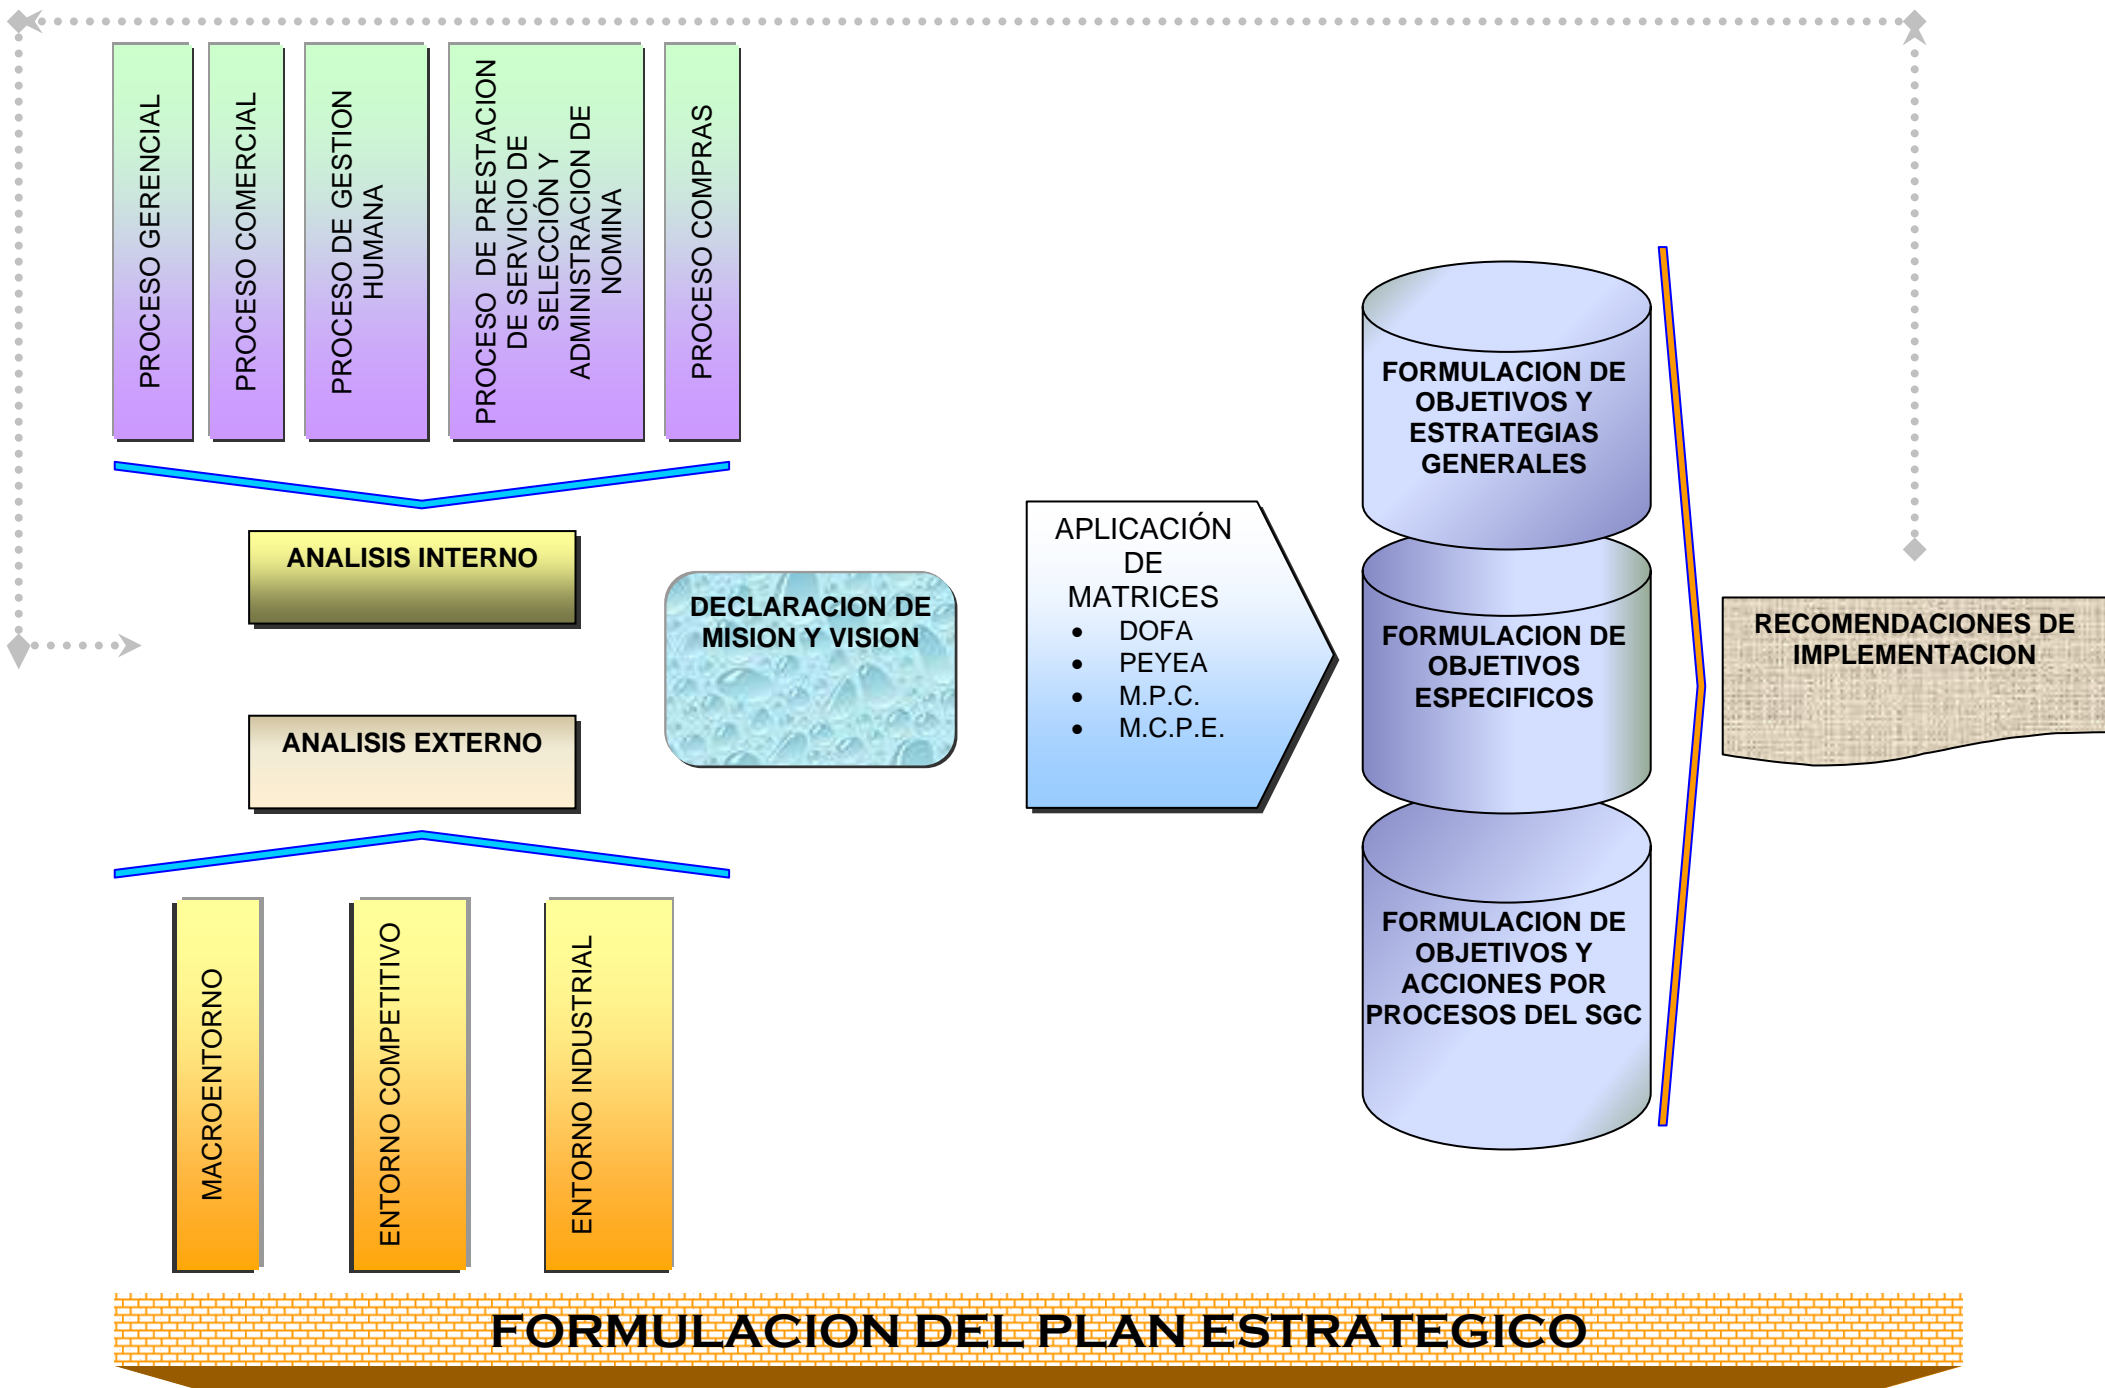 PROCESO GERENCIAL
PROCESO COMERCIAL
PROCESO DE GESTION
HUMANA
PROCESO DE PRESTACION
DE SERVICIO DE
SELECCIÓN Y
ADMINISTRACION DE
NOMINA
PROCESO COMPRAS
ANALISIS INTERNO
ANALISIS EXTERNO
MACROENTORNO
ENTORNO COMPETITIVO
ENTORNO INDUSTRIAL
DECLARACION DE
MISION Y VISION
APLICACIÓN
DE
MATRICES
• DOFA
• PEYEA
• M.P.C.
• M.C.P.E.
FORMULACION DE
OBJETIVOS Y
ESTRATEGIAS
GENERALES
FORMULACION DE
OBJETIVOS
ESPECIFICOS
FORMULACION DE
OBJETIVOS Y
ACCIONES POR
PROCESOS DEL SGC
RECOMENDACIONES DE
IMPLEMENTACION
FORMULACION DEL PLAN ESTRATEGICO